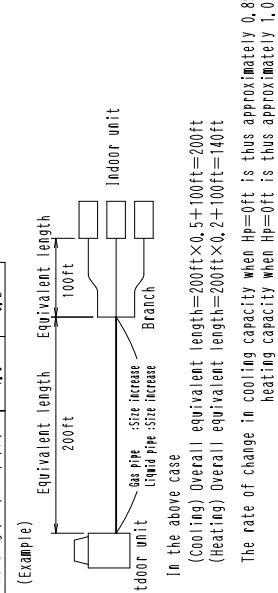 (Example)
Equivalent length
Equivalent length
200ft
100ft
Gas pipe :Size increase
Liquid pipe :Size increase
Branch
Indoor unit
tdoor unit
In the above case
(Cooling) Overall equivalent length=200ft×0.5+100ft=200ft
(Heating) Overall equivalent length=200ft×0.2+100ft=140ft
The rate of change in cooling capacity when Hp=0ft is thus approximately 0.8
heating capacity when Hp=0ft is thus approximately 1.0